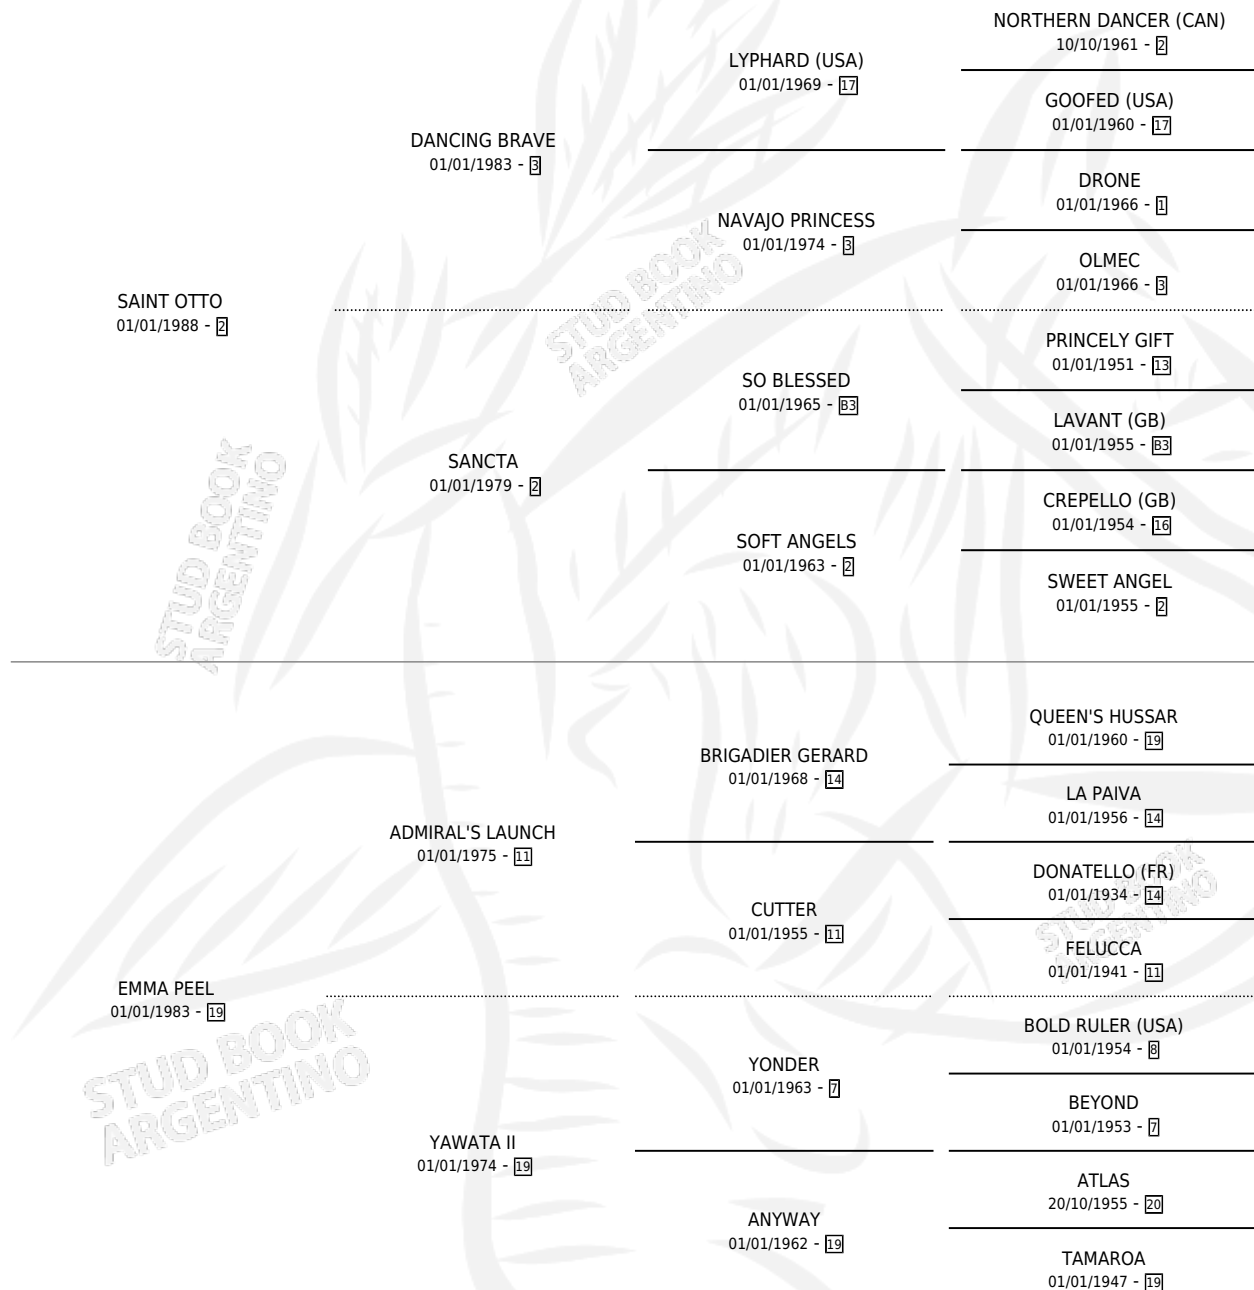 NORTHERN DANCER (CAN)
10/10/1961 - 2
LYPHARD (USA)
01/01/1969 - 17
GOOFED (USA)
01/01/1960 - 17
DANCING BRAVE
01/01/1983 - 3
DRONE
01/01/1966 - 1
NAVAJO PRINCESS
01/01/1974 - 3
OLMEC
01/01/1966 - 3
SAINT OTTO
01/01/1988 - 2
STUD BOOK
ARGENTINO
PRINCELY GIFT
01/01/1951 - 13
SO BLESSED
01/01/1965 - B3
LAVANT (GB)
01/01/1955 - B3
SANCTA
01/01/1979 - 2
CREPELLO (GB)
01/01/1954 - 16
SOFT ANGELS
01/01/1963 - 2
SWEET ANGEL
01/01/1955 - 2
STUD BOOK
ARGENTINO
QUEEN'S HUSSAR
01/01/1960 - 19
BRIGADIER GERARD
01/01/1968 - 14
LA PAIVA
01/01/1956 - 14
ADMIRAL'S LAUNCH
01/01/1975 - 11
DONATELLO (FR)
01/01/1934 - 14
STUD BOOK
ARGENTINO
CUTTER
01/01/1955 - 11
FELUCCA
01/01/1941 - 11
EMMA PEEL
01/01/1983 - 19
STUD BOOK
ARGENTINO
BOLD RULER (USA)
01/01/1954 - 8
YONDER
01/01/1963 - 7
BEYOND
01/01/1953 - 7
YAWATA II
01/01/1974 - 19
ATLAS
20/10/1955 - 20
ANYWAY
01/01/1962 - 19
TAMAROA
01/01/1947 - 19